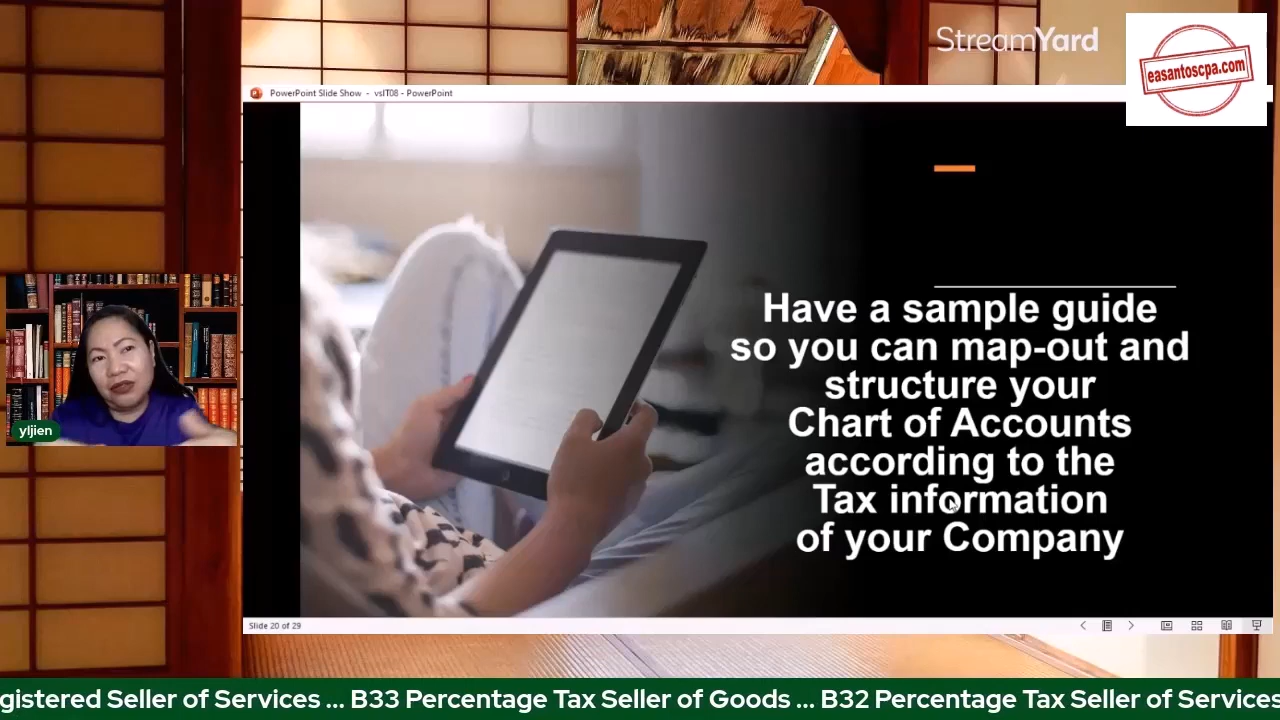 StreamYard
easantoscpa.com
PowerPoint Slide Show - vsIT08 - PowerPoint
Have a sample guide
so you can map-out and
structure your
Chart of Accounts
according to the
Tax information
of your Company
yljien
Slide 20 of 29
gistered Seller of Services ... B33 Percentage Tax Seller of Goods ... B32 Percentage Tax Seller of Services